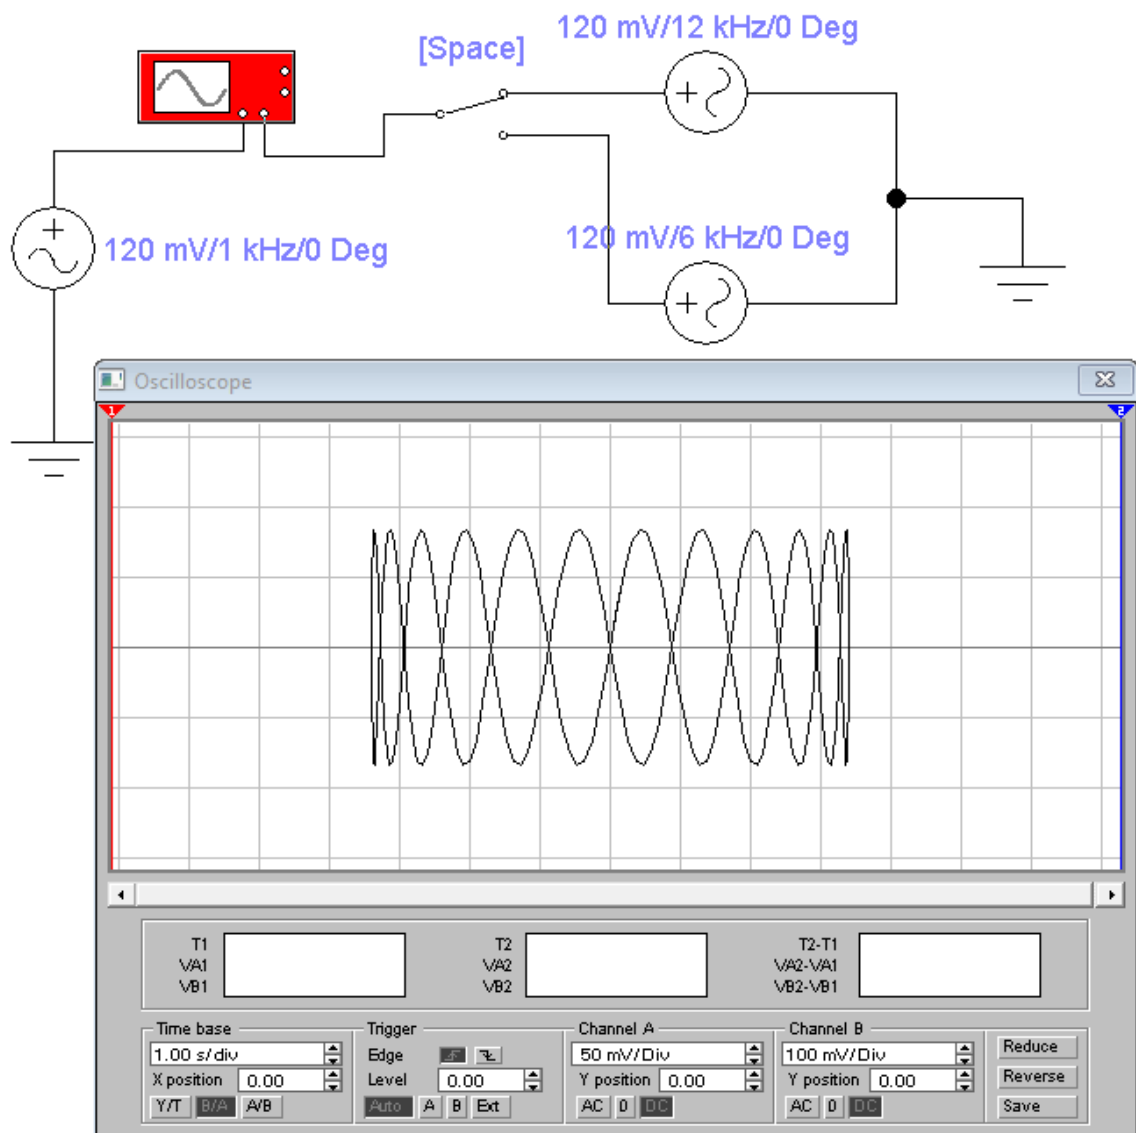 120 mV/12 kHz/0 Deg
[Space]
120 mV/1 kHz/0 Deg
120 mV/6 kHz/0 Deg
Oscilloscope
1 2
T1 T2 T2-T1
VA1 VA2 VA2-VA1
VB1 VB2 VB2-VB1
Time base Trigger Channel A Channel B
1.00 s/div Edge 50 mV/Div 100 mV/Div Reduce
X position 0.00 Level 0.00 Y position 0.00 Y position 0.00 Reverse
Y/T B/A A/B Auto A B Ext AC 0 DC AC 0 DC Save